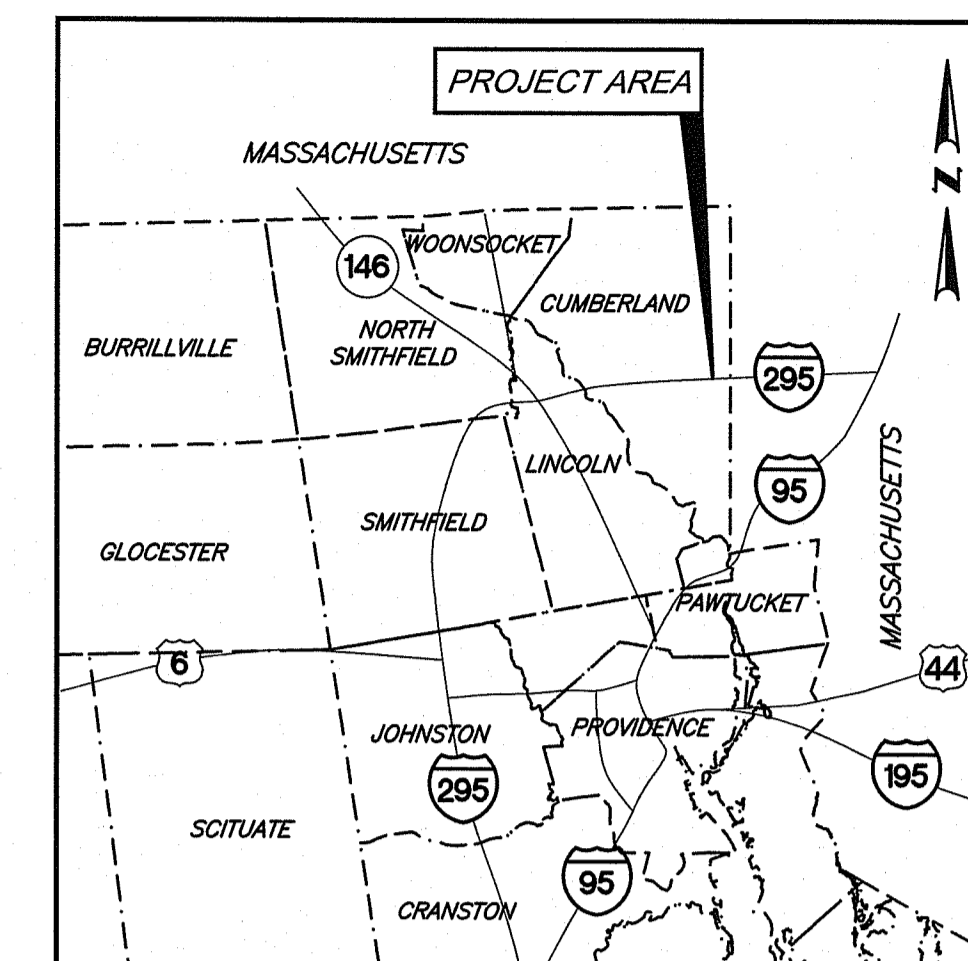 PROJECT AREA
MASSACHUSETTS
N
WOONSOCKET
146
CUMBERLAND
NORTH
SMITHFIELD
BURRILLVILLE
295
LINCOLN
95
MASSACHUSETTS
SMITHFIELD
GLOCESTER
PAWTUCKET
6
44
JOHNSTON
PROVIDENCE
295
195
SCITUATE
95
CRANSTON